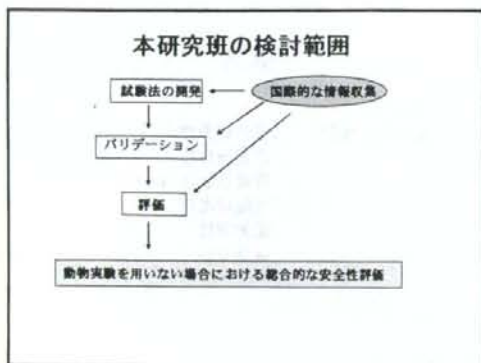 本研究班の検討範囲
試験法の開発
国際的な情報収集
バリデーション
評価
動物実験を用いない場合における総合的な安全性評価